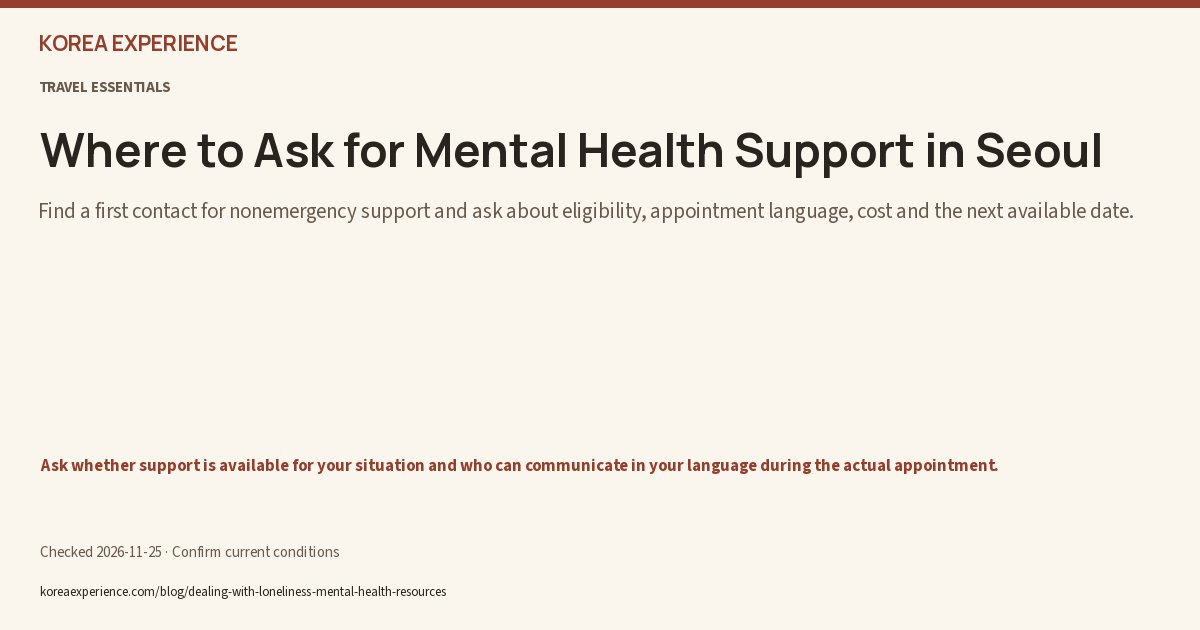 KOREA EXPERIENCE
TRAVEL ESSENTIALS
Where to Ask for Mental Health Support in Seoul
Find a first contact for nonemergency support and ask about eligibility, appointment language, cost and the next available date.
Ask whether support is available for your situation and who can communicate in your language during the actual appointment.
Checked 2026-11-25 · Confirm current conditions
koreaexperience.com/blog/dealing-with-loneliness-mental-health-resources